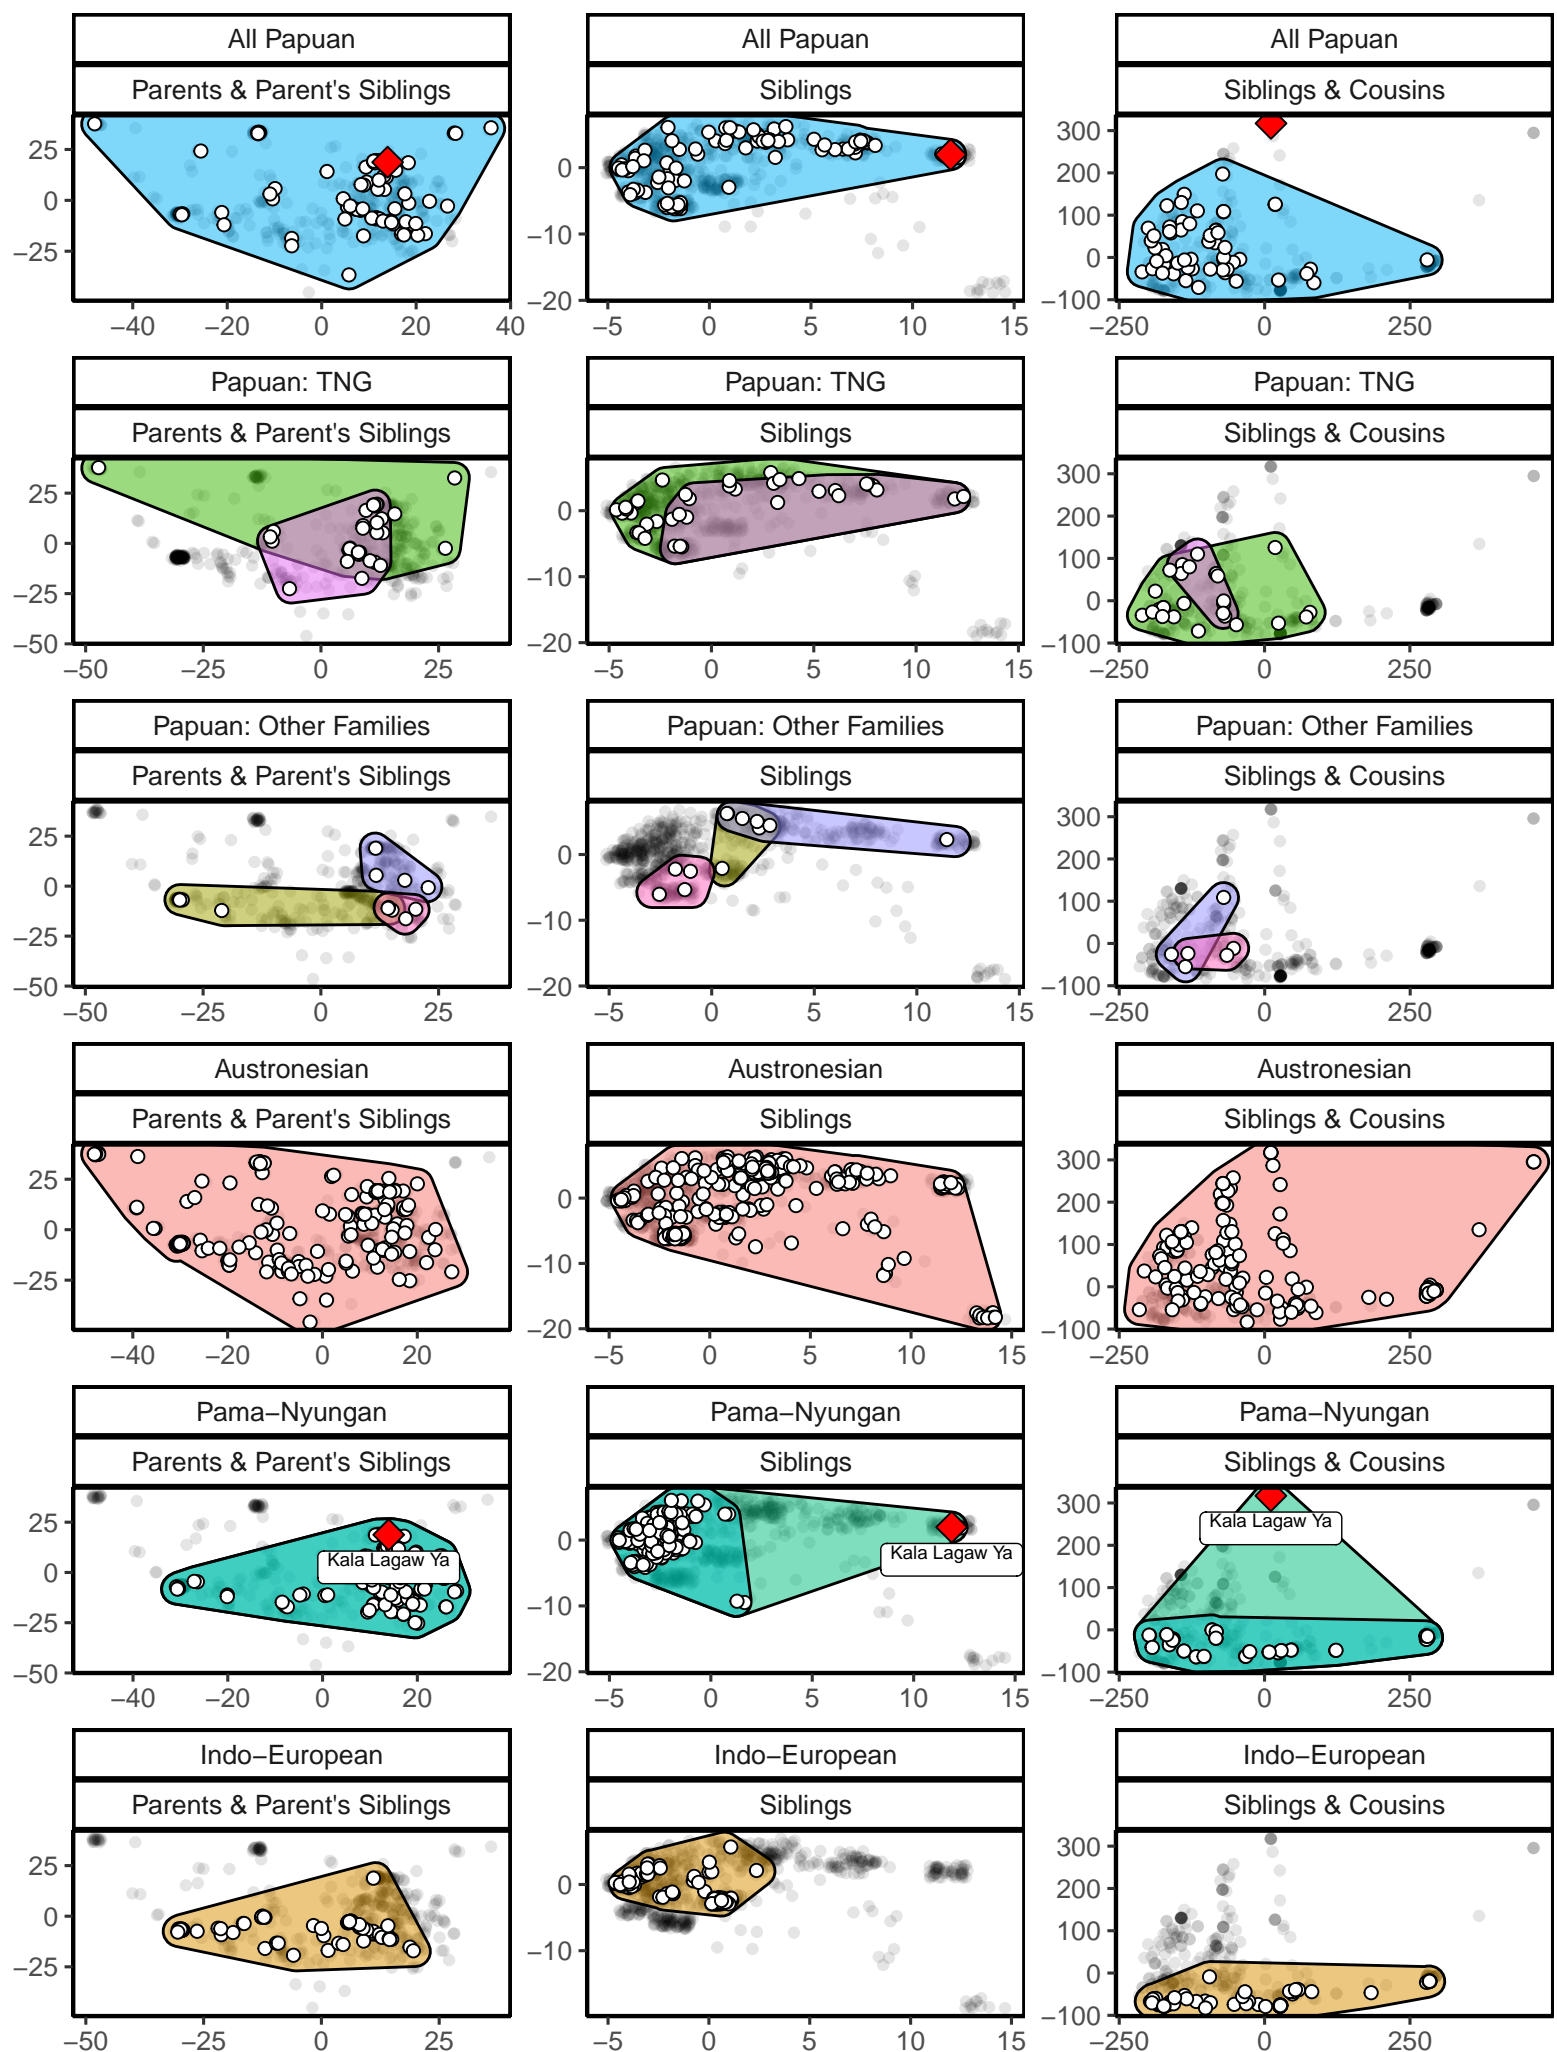 All Papuan All Papuan All Papuan
Parents & Parent's Siblings Siblings Siblings & Cousins
25 0 −25
0 −10 −20
300 200 100 0 −100
−40 −20 0 20 40 −5 0 5 10 15 −250 0 250
Papuan: TNG Papuan: TNG Papuan: TNG
Parents & Parent's Siblings Siblings Siblings & Cousins
25 0 −25 −50
0 −10 −20
300 200 100 0 −100
−50 −25 0 25 −5 0 5 10 15 −250 0 250
Papuan: Other Families Papuan: Other Families Papuan: Other Families
Parents & Parent's Siblings Siblings Siblings & Cousins
25 0 −25 −50
0 −10 −20
300 200 100 0 −100
−50 −25 0 25 −5 0 5 10 15 −250 0 250
Austronesian Austronesian Austronesian
Parents & Parent's Siblings Siblings Siblings & Cousins
25 0 −25
0 −10 −20
300 200 100 0 −100
−40 −20 0 20 −5 0 5 10 15 −250 0 250
Pama−Nyungan Pama−Nyungan Pama−Nyungan
Parents & Parent's Siblings Siblings Siblings & Cousins
25 0 −25 −50
Kala Lagaw Ya
0 −10 −20
Kala Lagaw Ya
300 200 100 0 −100
Kala Lagaw Ya
−40 −20 0 20 −5 0 5 10 15 −250 0 250
Indo−European Indo−European Indo−European
Parents & Parent's Siblings Siblings Siblings & Cousins
25 0 −25
0 −10
300 200 100 0 −100
−50 −25 0 25 −5 0 5 10 15 −250 0 250